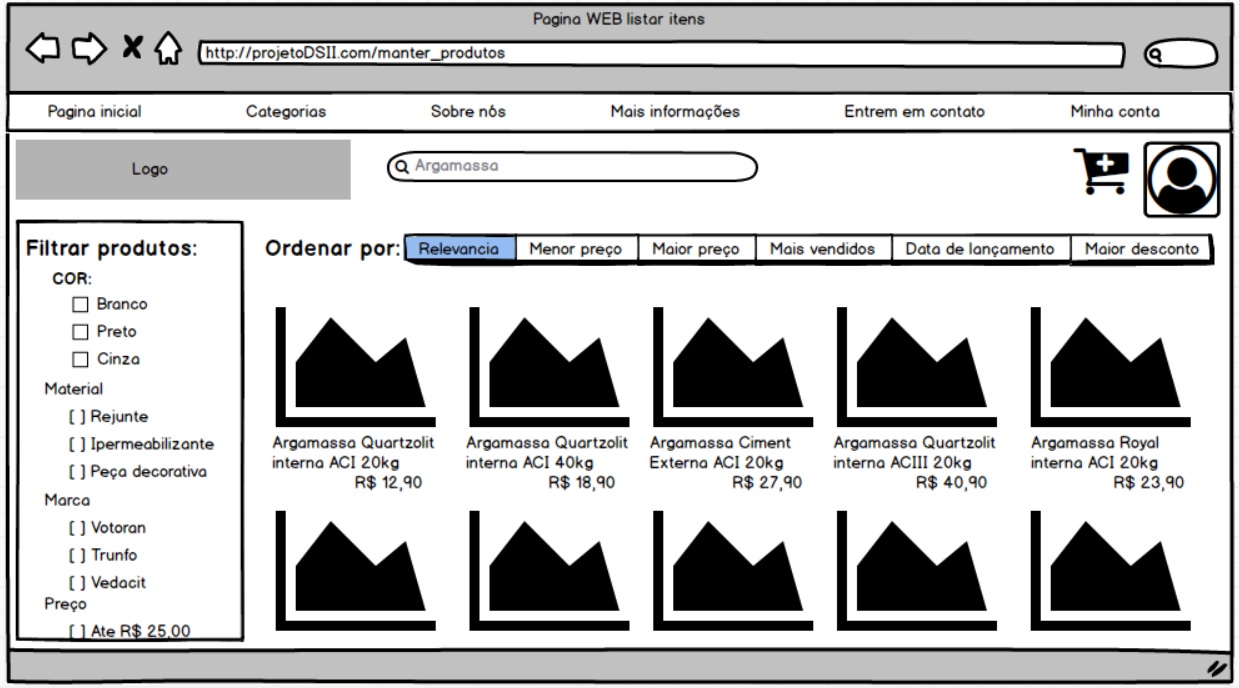 Pagina WEB listar itens
http://projetoDSII.com/manter_produtos
Pagina inicial Categorias Sobre nós Mais informações Entrem em contato Minha conta
Logo
Argamassa
Filtrar produtos:
COR:
Branco
Preto
Cinza
Material
[ ] Rejunte
[ ] Ipermeabilizante
[ ] Peça decorativa
Marca
[ ] Votoran
[ ] Trunfo
[ ] Vedacit
Preço
[ ] Ate R$ 25,00
Ordenar por: Relevancia Menor preço Maior preço Mais vendidos Data de lançamento Maior desconto
Argamassa Quartzolit
interna ACI 20kg
R$ 12,90
Argamassa Quartzolit
interna ACI 40kg
R$ 18,90
Argamassa Ciment
Externa ACI 20kg
R$ 27,90
Argamassa Quartzolit
interna ACIII 20kg
R$ 40,90
Argamassa Royal
interna ACI 20kg
R$ 23,90